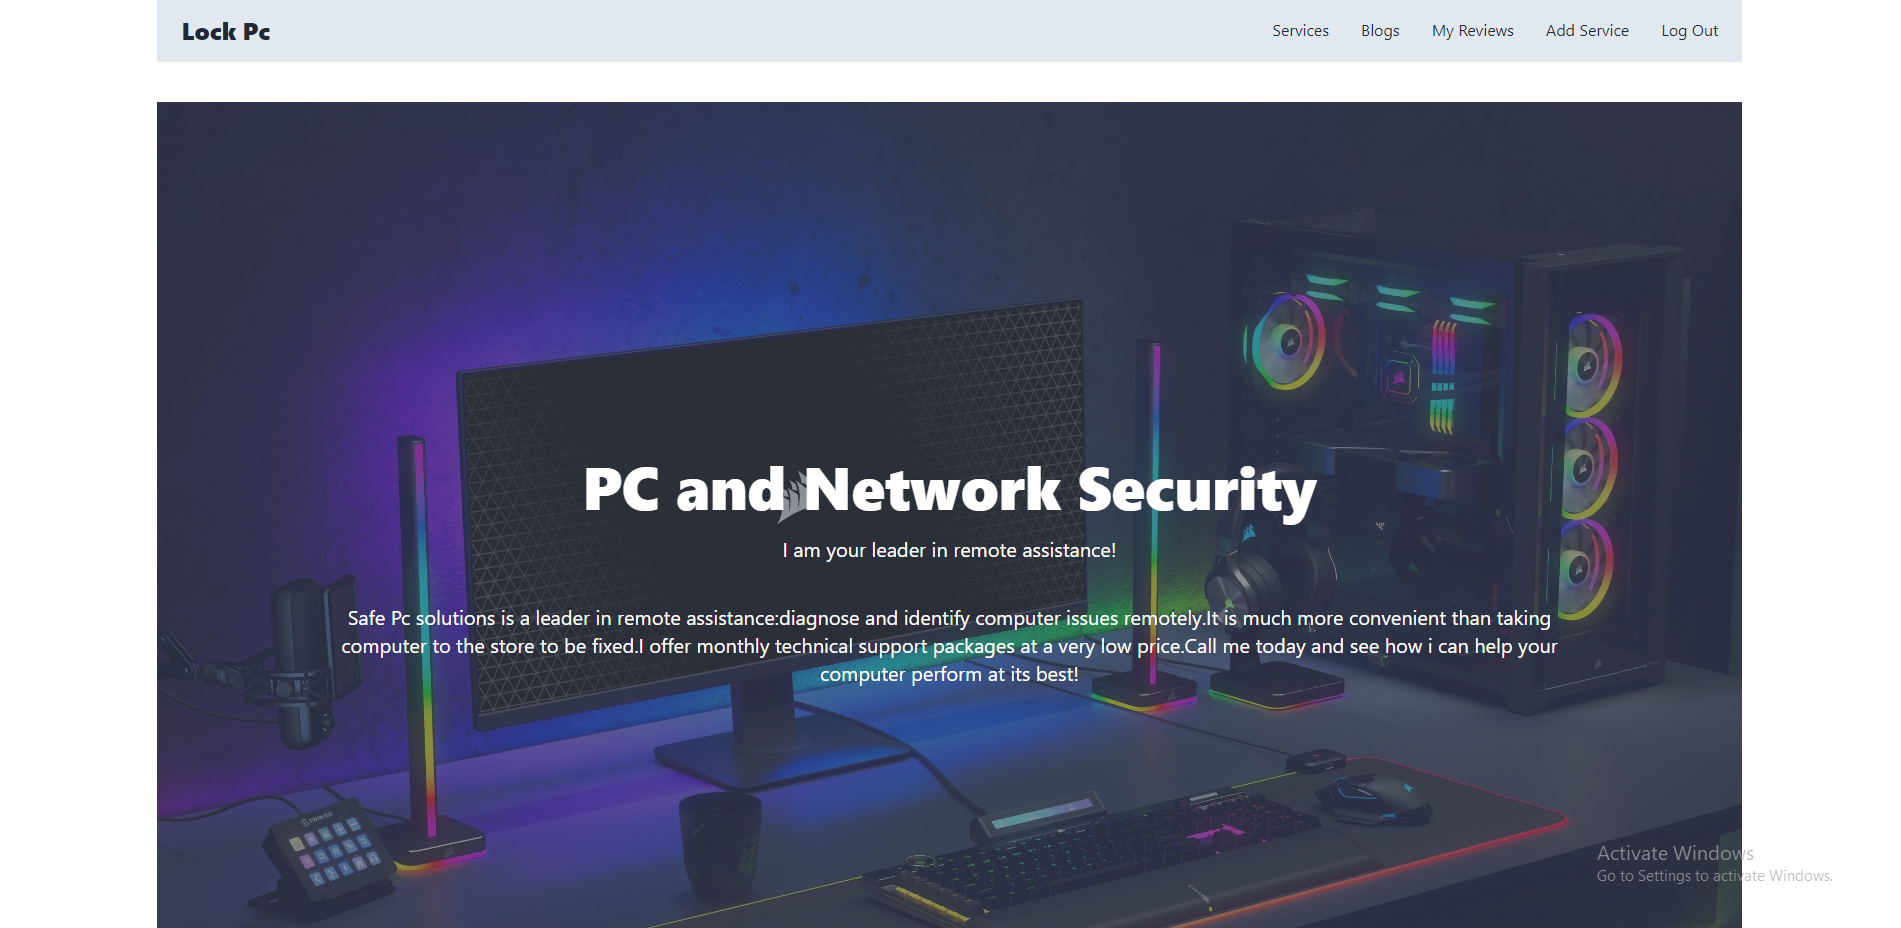 Lock Pc
Services Blogs My Reviews Add Service Log Out
PC and Network Security
I am your leader in remote assistance!
Safe Pc solutions is a leader in remote assistance:diagnose and identify computer issues remotely.It is much more convenient than taking
computer to the store to be fixed.I offer monthly technical support packages at a very low price.Call me today and see how i can help your
computer perform at its best!
Activate Windows
Go to Settings to activate Windows.